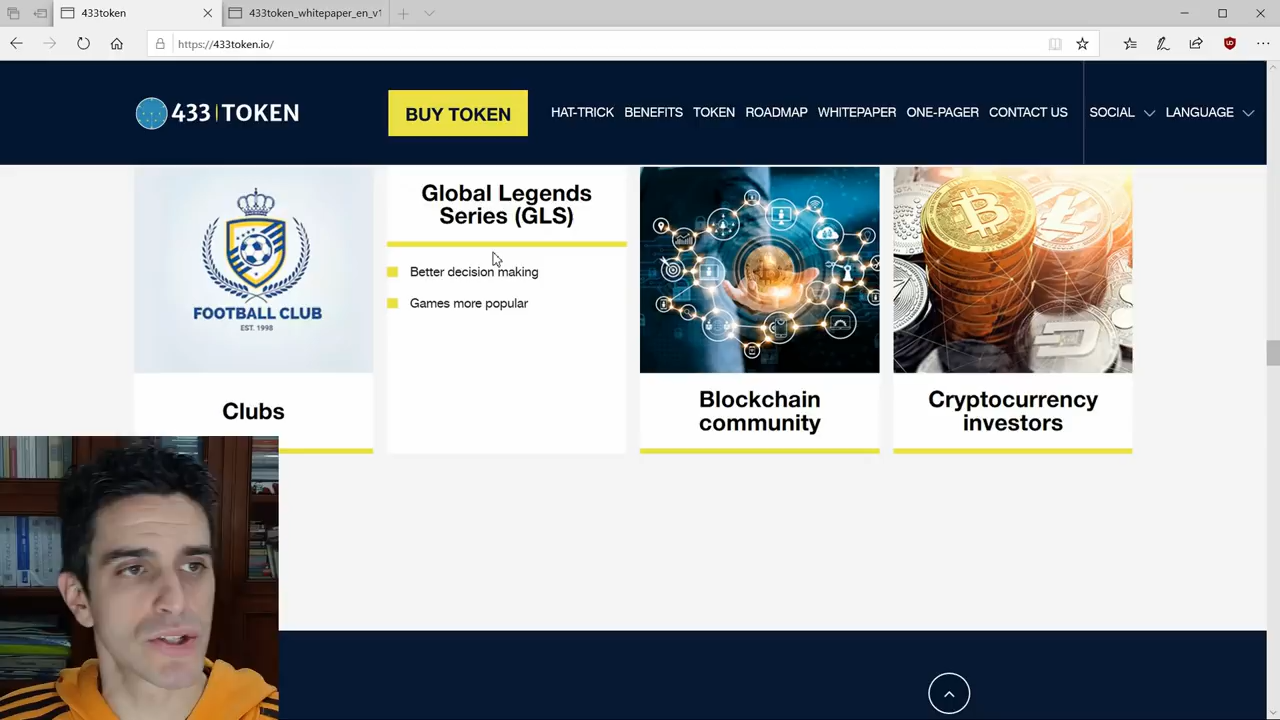 433token
433token_whitepaper_en_v1
https://433token.io/
433 | TOKEN
BUY TOKEN
HAT-TRICK
BENEFITS
TOKEN
ROADMAP
WHITEPAPER
ONE-PAGER
CONTACT US
SOCIAL
LANGUAGE
FOOTBALL CLUB
EST. 1998
Clubs
Global Legends
Series (GLS)
Better decision making
Games more popular
Blockchain
community
Cryptocurrency
investors